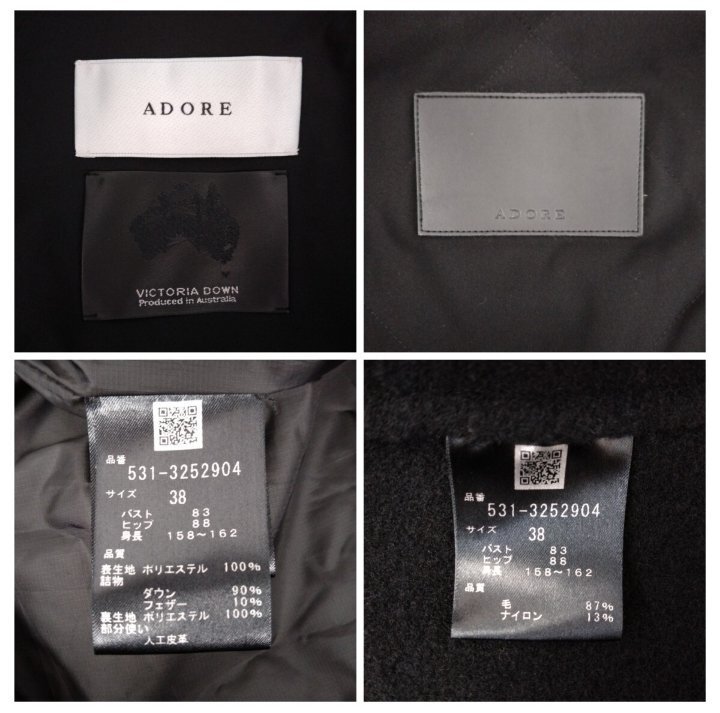 ADORE
VICTORIA DOWN
Produced in Australia
ADORE
品番
531-3252904
サイズ 38
バスト 83
ヒップ 88
身長 158〜162
品質
表生地 ポリエステル 100%
詰物
ダウン 90%
フェザー 10%
裏生地 ポリエステル 100%
部分使い
人工皮革
品番
531-3252904
サイズ 38
バスト 83
ヒップ 88
身長 158〜162
品質
毛 87%
ナイロン 13%